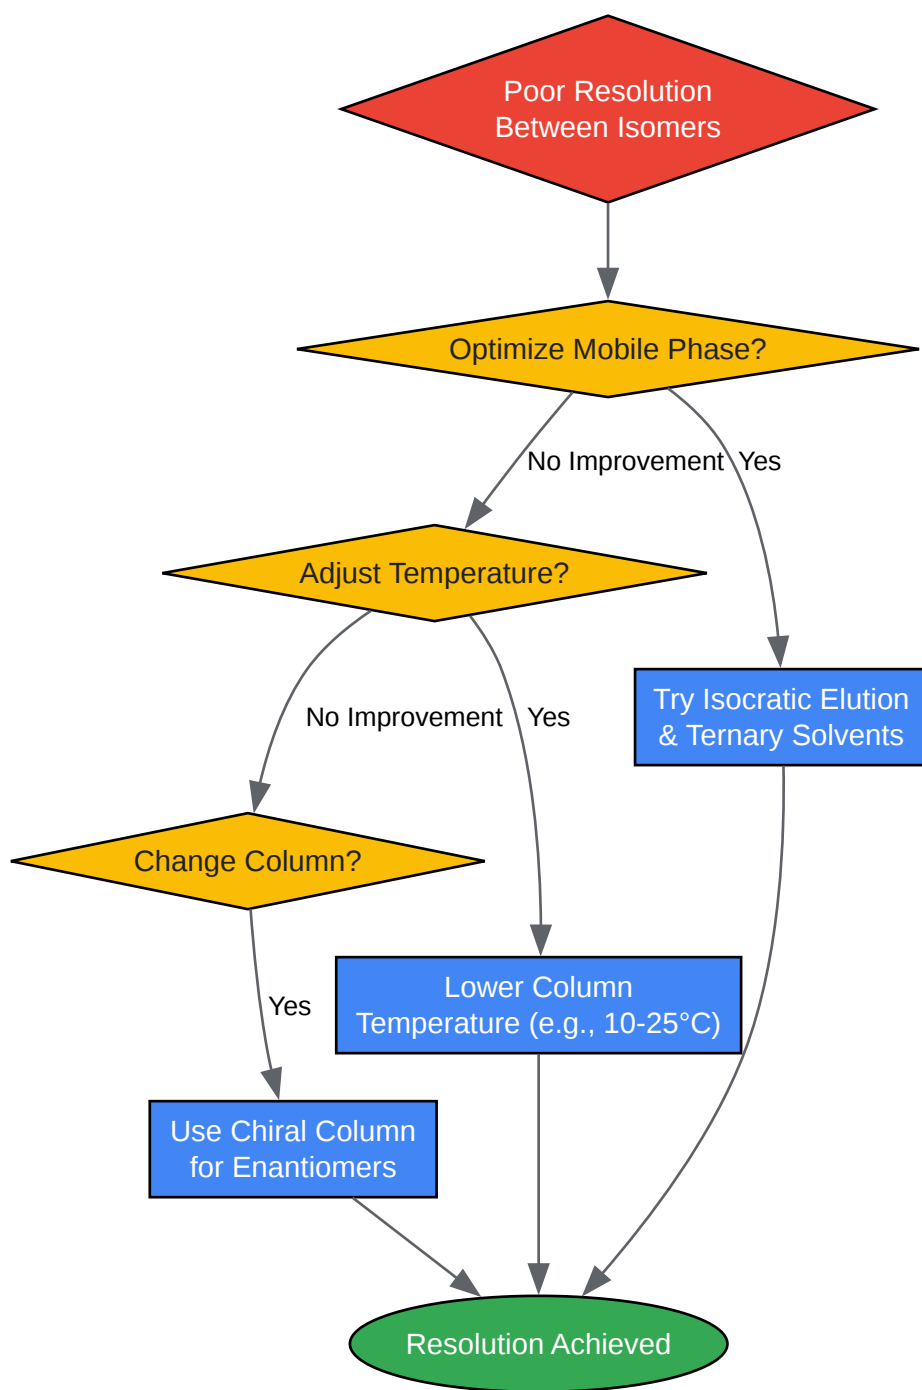 Poor Resolution
Between Isomers
Optimize Mobile Phase?
No Improvement
Yes
Adjust Temperature?
Try Isocratic Elution
& Ternary Solvents
No Improvement
Yes
Change Column?
Lower Column
Temperature (e.g., 10-25°C)
Yes
Use Chiral Column
for Enantiomers
Resolution Achieved